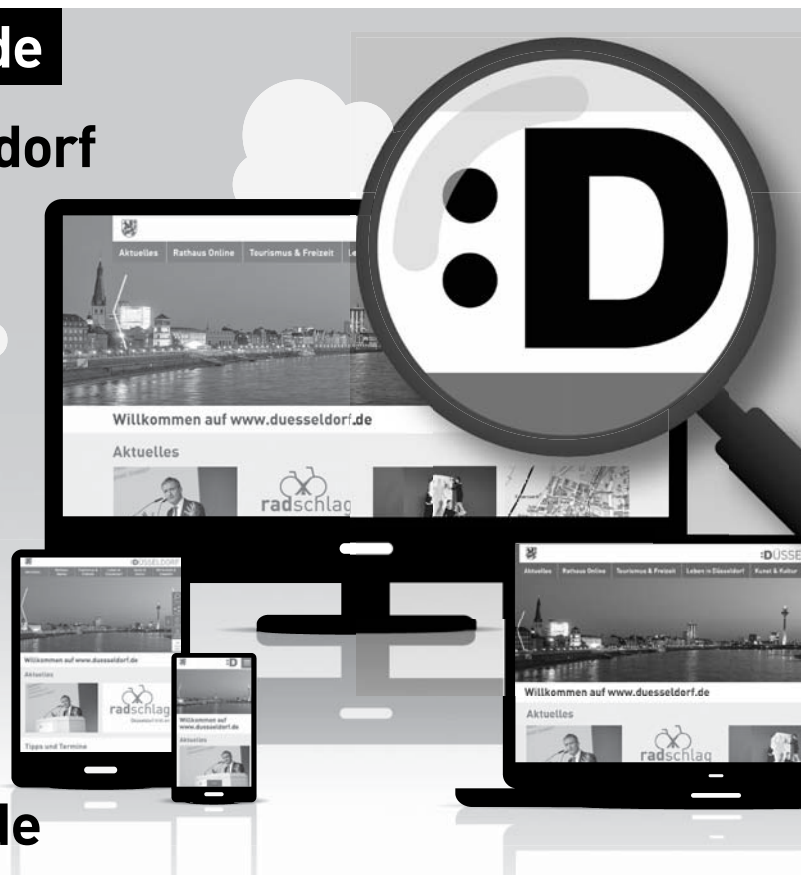 de
dorf
:D
Aktuelles Rathaus Online Tourismus & Freizeit Le
Willkommen auf www.duesseldorf.de
Aktuelles
radschlag
:DÜSSELDORF
Willkommen auf www.duesseldorf.de
Aktuelles
radschlag
Tipps und Termine
:D
Willkommen auf
www.duesseldorf.de
Aktuelles
:DÜSSE
Aktuelles Rathaus Online Tourismus & Freizeit Leben in Düsseldorf Kunst & Kultur
Willkommen auf www.duesseldorf.de
Aktuelles
radschlag
de